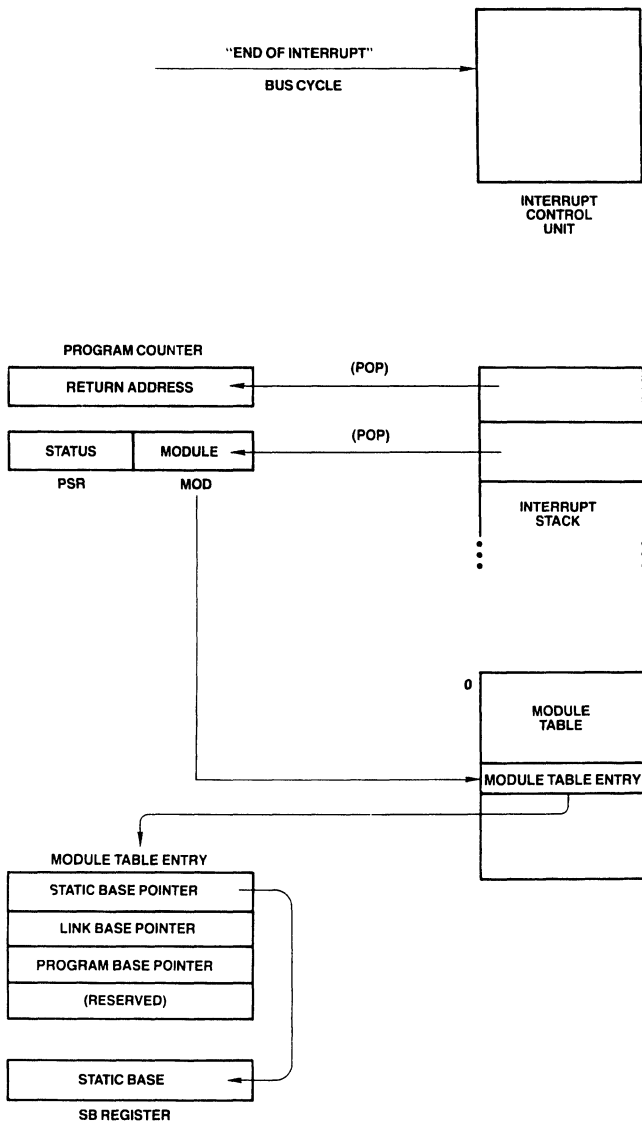 "END OF INTERRUPT"
BUS CYCLE
INTERRUPT
CONTROL
UNIT
PROGRAM COUNTER
RETURN ADDRESS
(POP)
STATUS
MODULE
(POP)
PSR
MOD
INTERRUPT
STACK
0
MODULE
TABLE
MODULE TABLE ENTRY
MODULE TABLE ENTRY
STATIC BASE POINTER
LINK BASE POINTER
PROGRAM BASE POINTER
(RESERVED)
STATIC BASE
SB REGISTER